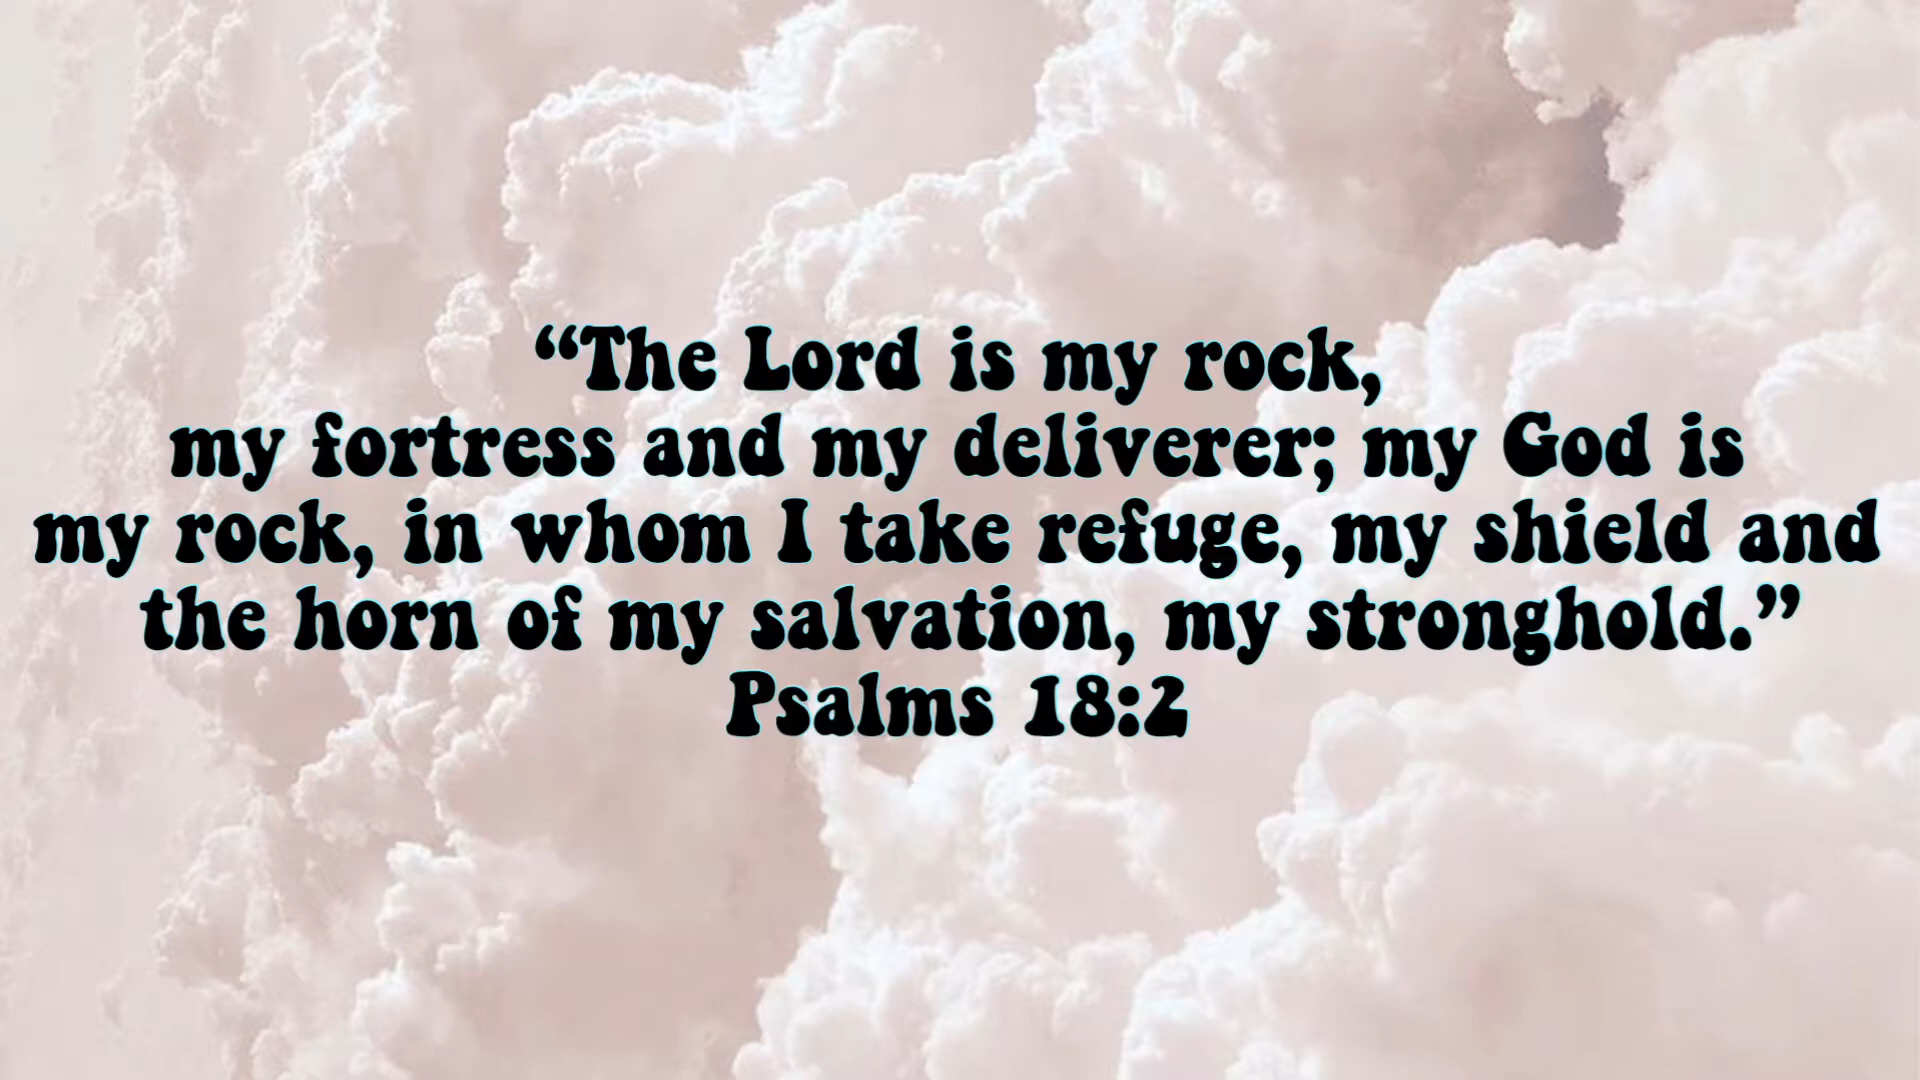 “The Lord is my rock,
my fortress and my deliverer; my God is
my rock, in whom I take refuge, my shield and
the horn of my salvation, my stronghold.”
Psalms 18:2